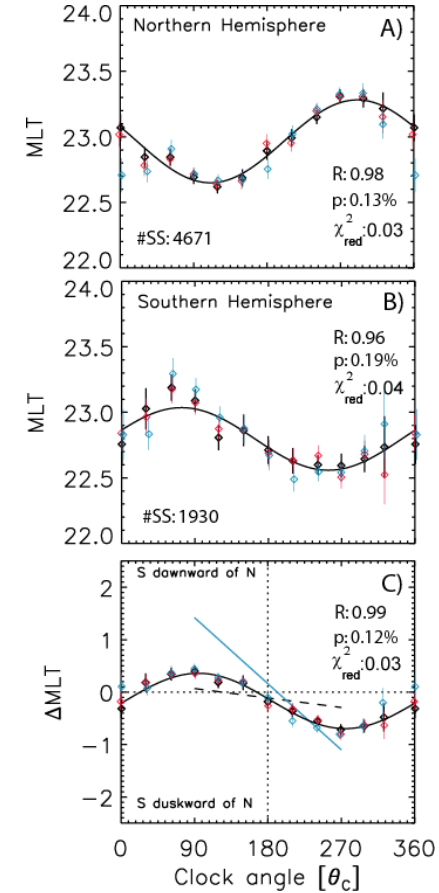 24.0
Northern Hemisphere A)
23.5
23.0
MLT
22.5
22.0
R: 0.98
p: 0.13%
χ²red:0.03
#SS: 4671
24.0
Southern Hemisphere B)
23.5
23.0
MLT
22.5
22.0
R: 0.96
p: 0.19%
χ²red:0.04
#SS: 1930
2
S dawnward of N C)
1
0
ΔMLT
-1
-2
R: 0.99
p: 0.12%
χ²red:0.03
S duskward of N
0 90 180 270 360
Clock angle [θc]